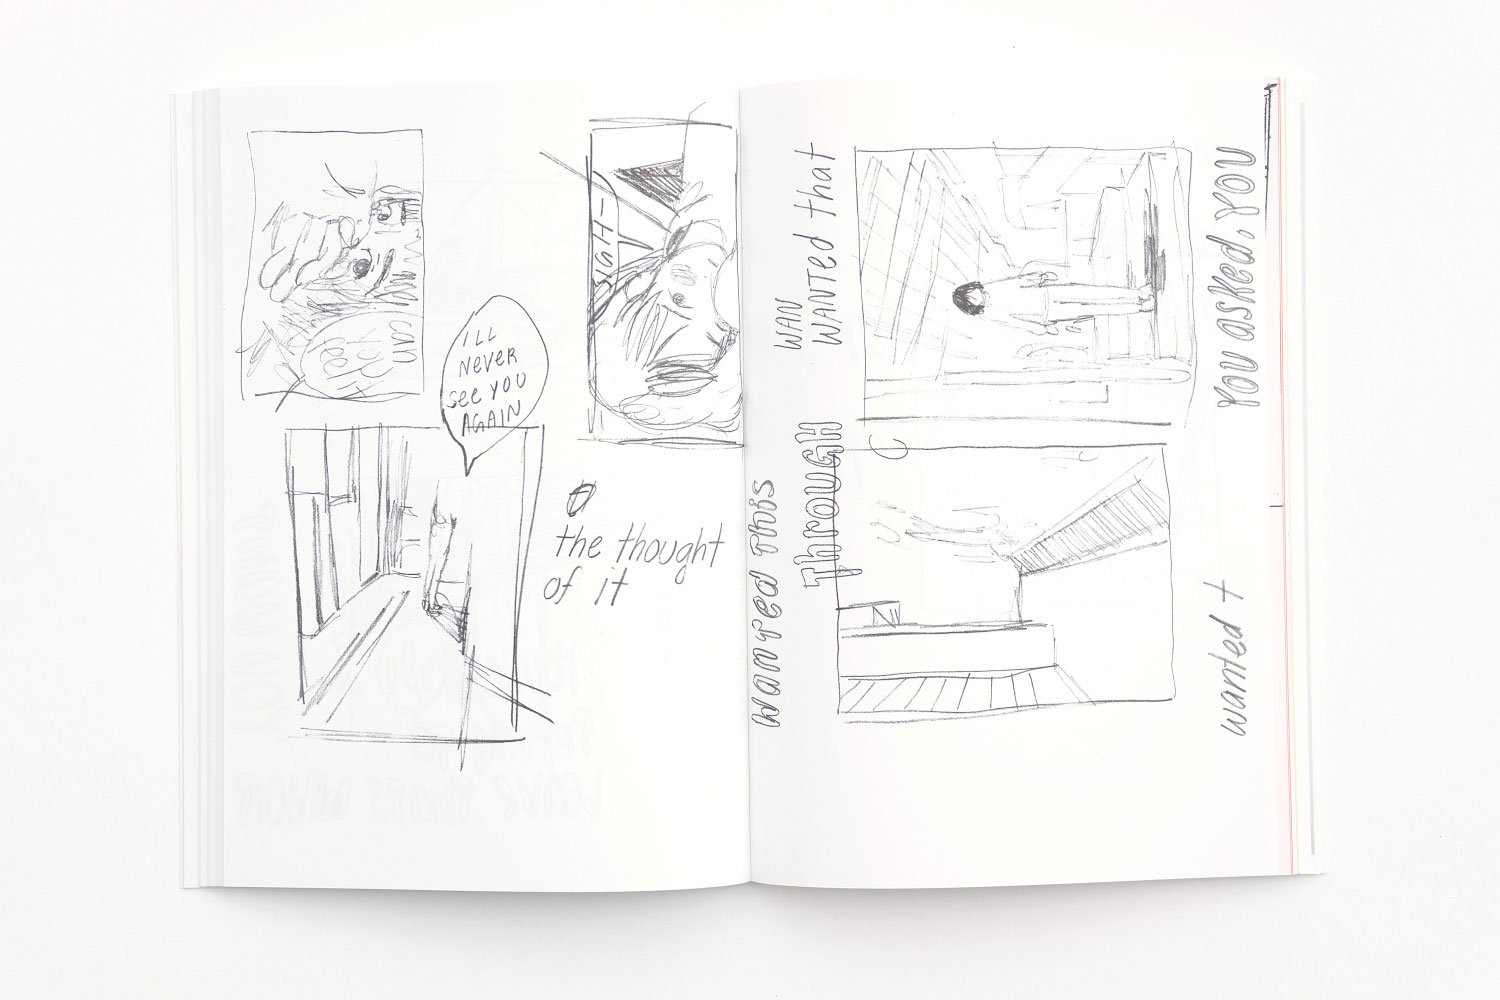 can
you
feel
SIGH-
I'LL
NEVER
see YOU
AGAIN
the thought
of it
WAN
WANTED that
WANTED THIS
THROUGH
YOU asked, YOU
wanted t